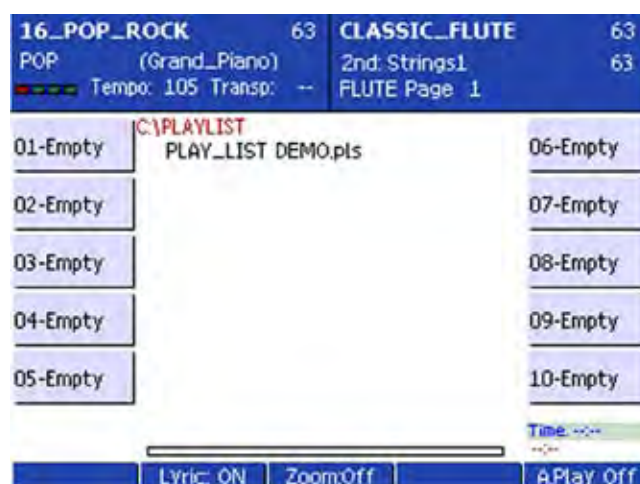 16_POP_ROCK 63
POP (Grand_Piano)
Tempo: 105 Transp: --
CLASSIC_FLUTE 63
2nd: Strings1 63
FLUTE Page 1
C:\PLAYLIST
PLAY_LIST DEMO.pls
01-Empty
02-Empty
03-Empty
04-Empty
05-Empty
06-Empty
07-Empty
08-Empty
09-Empty
10-Empty
Time: --:--
--:--
Lyric: ON Zoom:Off A.Play Off